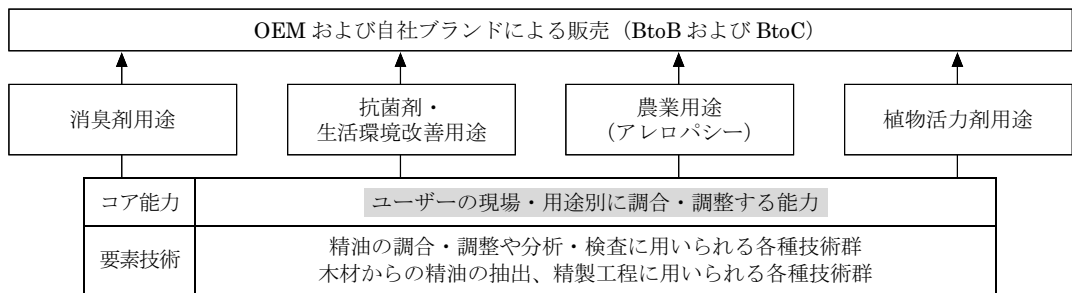 OEM および自社ブランドによる販売（BtoB および BtoC）
消臭剤用途
抗菌剤・
生活環境改善用途
農業用途
（アレロパシー）
植物活力剤用途
コア能力
ユーザーの現場・用途別に調合・調整する能力
要素技術
精油の調合・調整や分析・検査に用いられる各種技術群
木材からの精油の抽出、精製工程に用いられる各種技術群